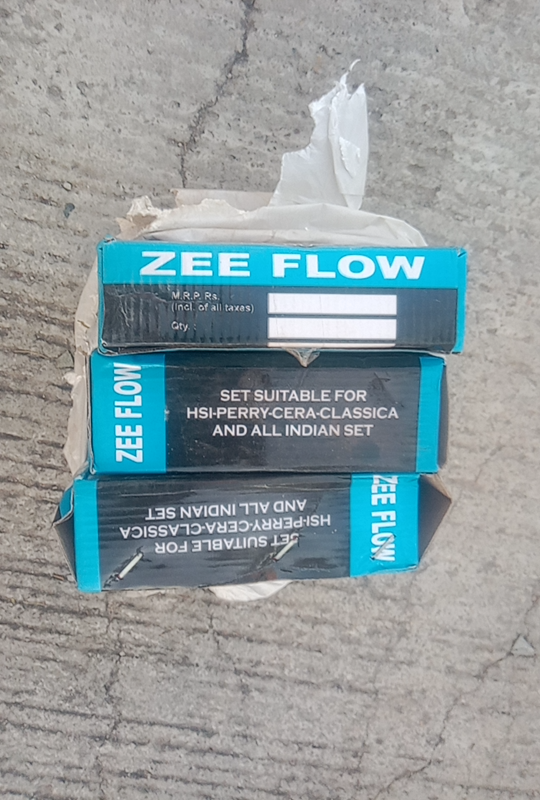 ZEE FLOW
M.R.P. Rs.
(Incl. of all taxes)
Qty. :
ZEE FLOW
SET SUITABLE FOR
HSI-PERRY-CERA-CLASSICA
AND ALL INDIAN SET
ZEE FLOW
SET SUITABLE FOR
HSI-PERRY-CERA-CLASSICA
AND ALL INDIAN SET